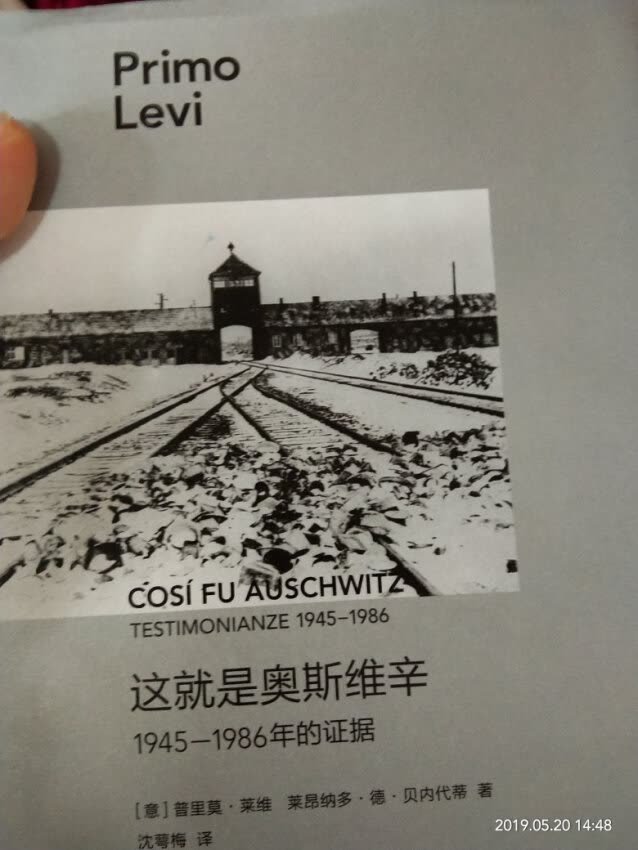 Primo
Levi
COSÍ FU AUSCHWITZ
TESTIMONIANZE 1945–1986
这就是奥斯维辛
1945—1986年的证据
[意] 普里莫·莱维 莱昂纳多·德·贝内代蒂 著
沈萼梅 译
2019.05.20 14:48